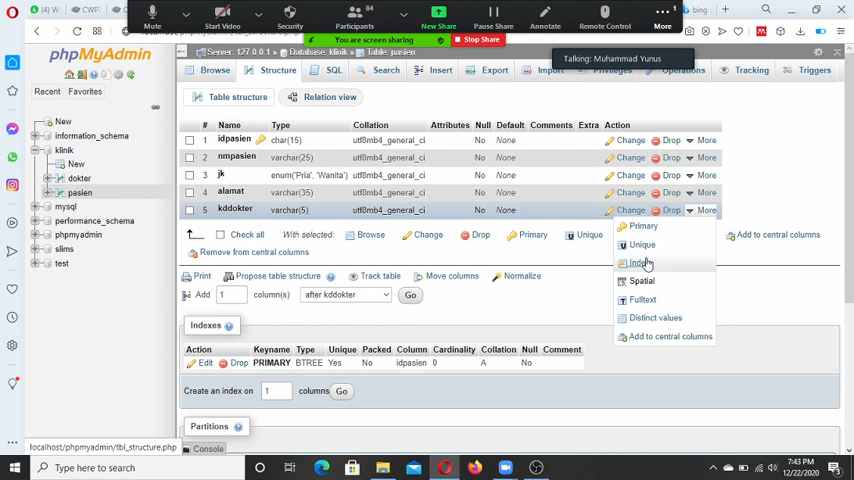 Mute
Start Video
Security
84
Participants
New Share
Pause Share
Annotate
Remote Control
1
More
You are screen sharing
Stop Share
bing
Talking: Muhammad Yunus
phpMyAdmin
Recent
Favorites
New
information_schema
klinik
New
dokter
pasien
mysql
performance_schema
phpmyadmin
slims
test
Server: 127.0.0.1 » Database: klinik » Table: pasien
Browse
Structure
SQL
Search
Insert
Export
Import
Privileges
Operations
Tracking
Triggers
Table structure
Relation view
# Name Type Collation Attributes Null Default Comments Extra Action
1 idpasien char(15) utf8mb4_general_ci No None Change Drop More
2 nmpasien varchar(25) utf8mb4_general_ci No None Change Drop More
3 jk enum('Pria', 'Wanita') utf8mb4_general_ci No None Change Drop More
4 alamat varchar(35) utf8mb4_general_ci No None Change Drop More
5 kddokter varchar(5) utf8mb4_general_ci No None Change Drop More
Primary
Unique
Index
Spatial
Fulltext
Distinct values
Add to central columns
Check all With selected: Browse Change Drop Primary Unique Add to central columns
Remove from central columns
Print Propose table structure Track table Move columns Normalize
Add 1 column(s) after kddokter Go
Indexes
Action Keyname Type Unique Packed Column Cardinality Collation Null Comment
Edit Drop PRIMARY BTREE Yes No idpasien 0 A No
Create an index on 1 columns Go
Partitions
Console
localhost/phpmyadmin/tbl_structure.php
Type here to search
7:43 PM
12/22/2020
3